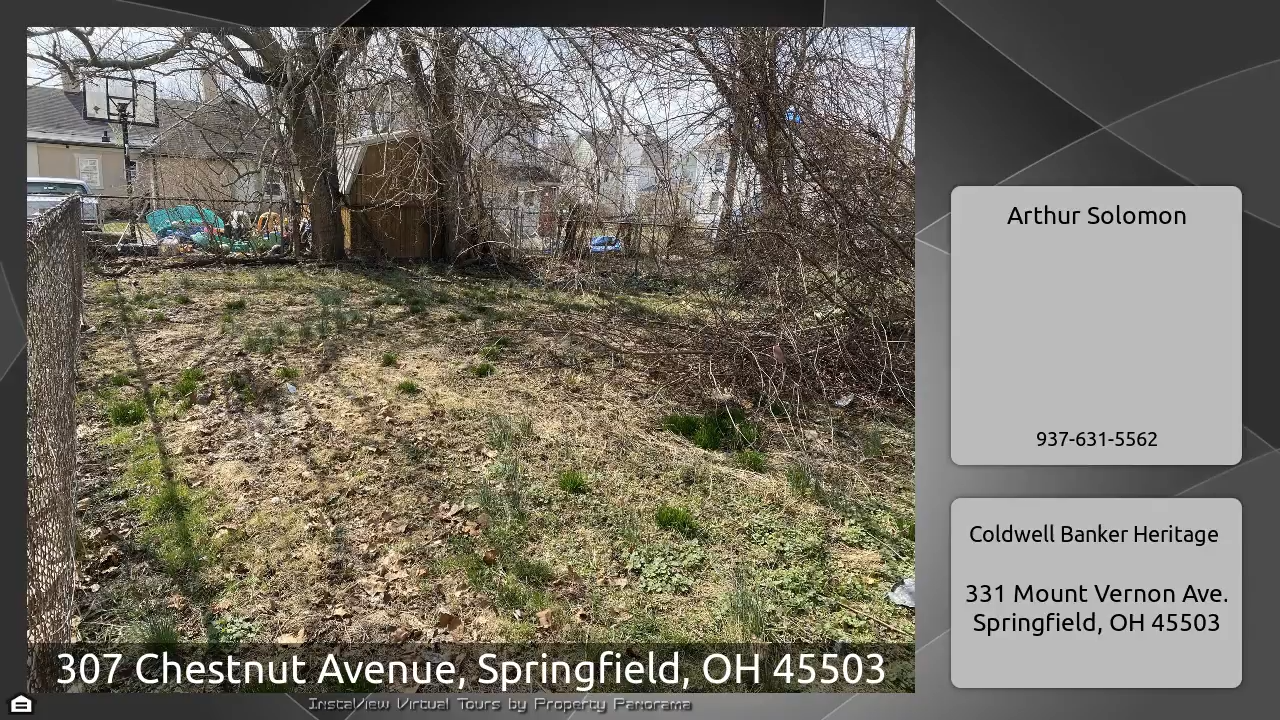 Arthur Solomon
937-631-5562
Coldwell Banker Heritage
331 Mount Vernon Ave.
Springfield, OH 45503
307 Chestnut Avenue, Springfield, OH 45503
InstaView Virtual Tours by Property Panorama